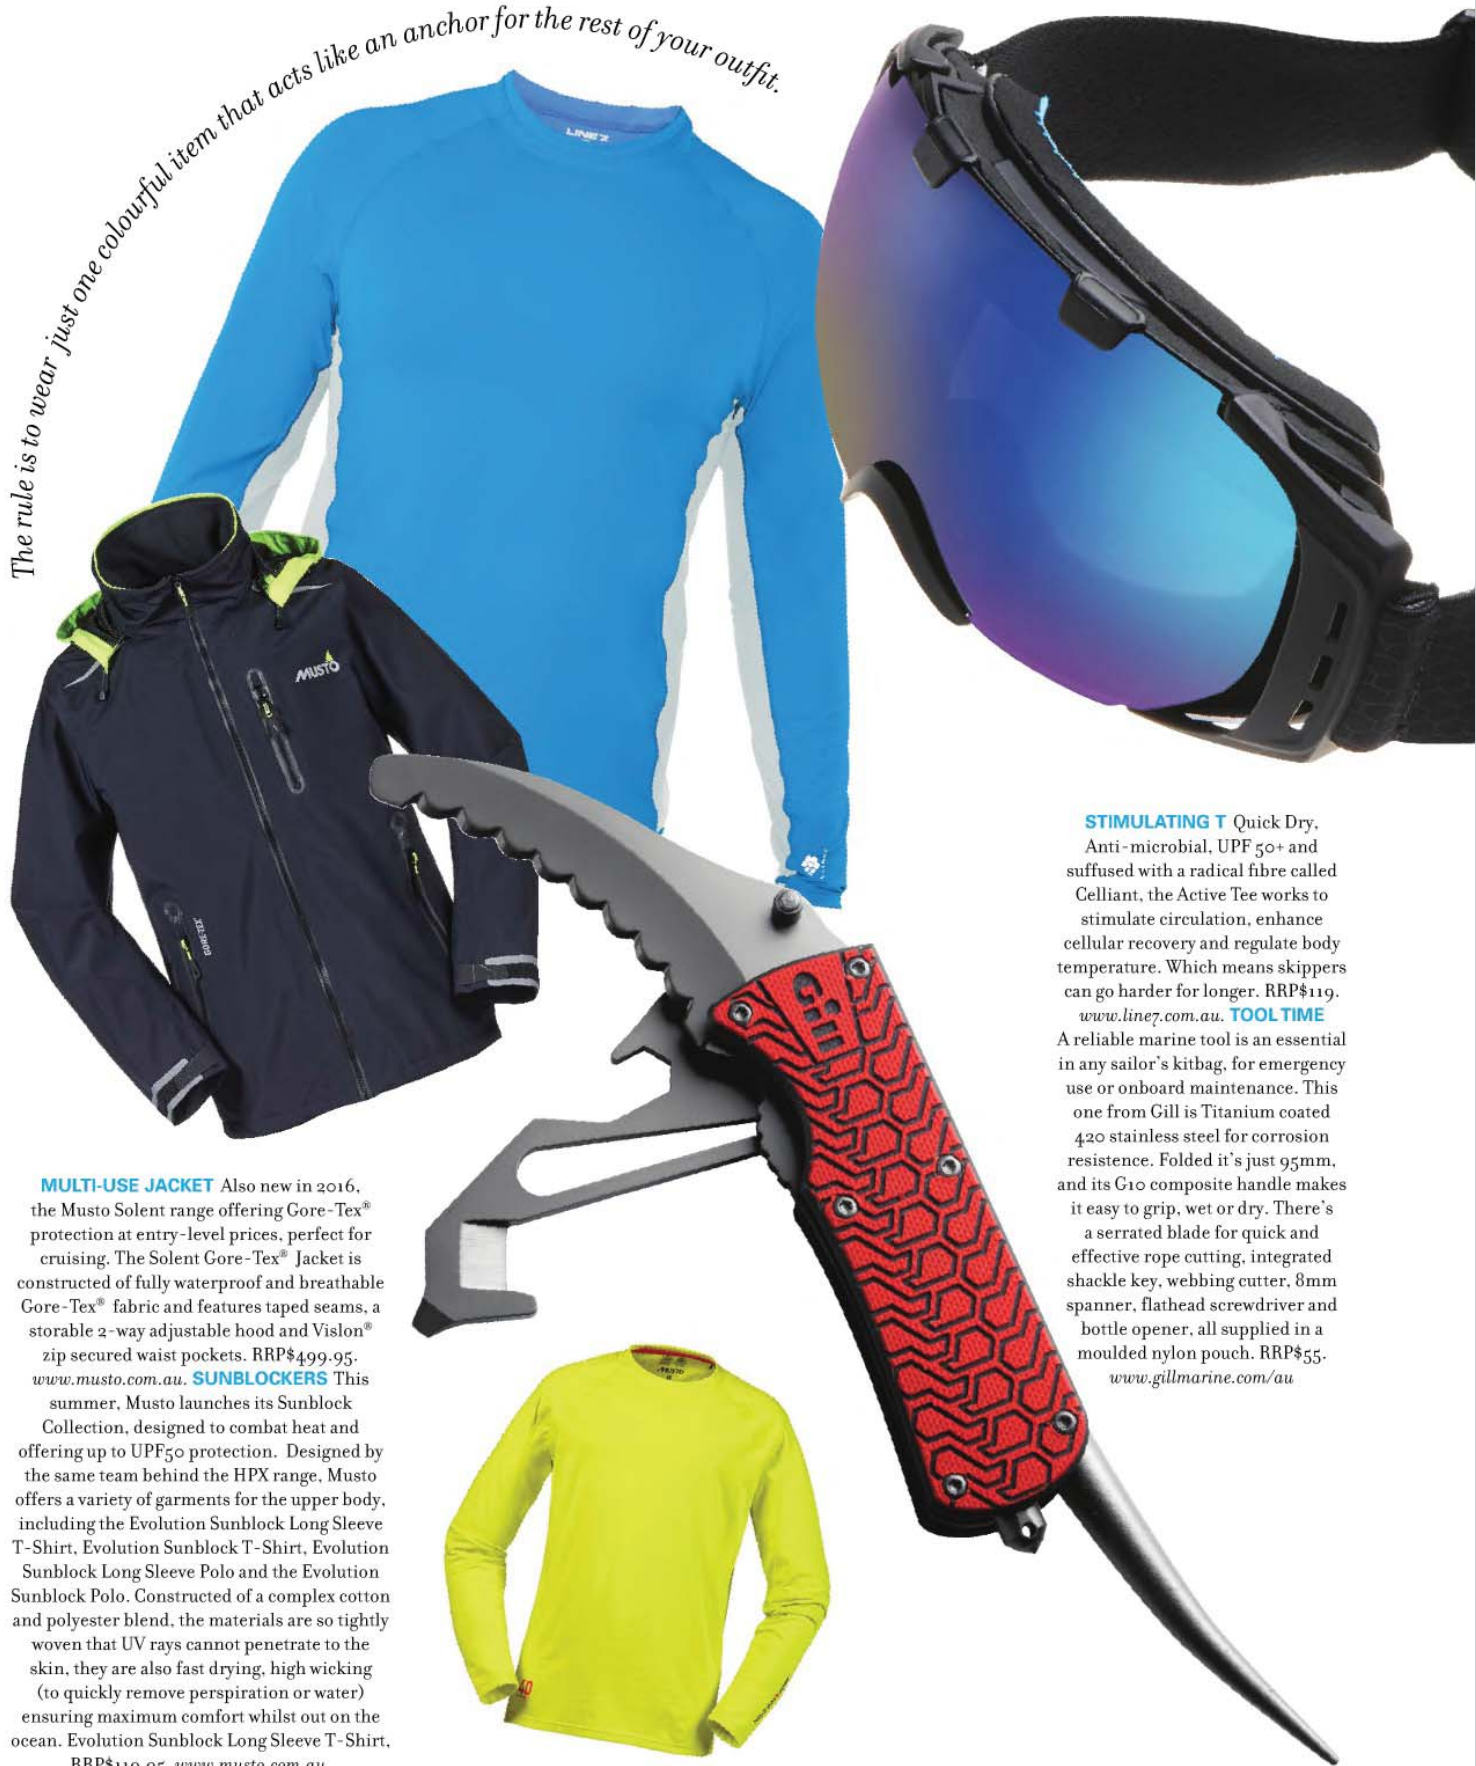 The rule is to wear just one colourful item that acts like an anchor for the rest of your outfit.
LINE 7
MUSTO
GORE-TEX
Gill
MULTI-USE JACKET Also new in 2016,
the Musto Solent range offering Gore-Tex®
protection at entry-level prices, perfect for
cruising. The Solent Gore-Tex® Jacket is
constructed of fully waterproof and breathable
Gore-Tex® fabric and features taped seams, a
storable 2-way adjustable hood and Vislon®
zip secured waist pockets. RRP$499.95.
www.musto.com.au. SUNBLOCKERS This
summer, Musto launches its Sunblock
Collection, designed to combat heat and
offering up to UPF50 protection. Designed by
the same team behind the HPX range, Musto
offers a variety of garments for the upper body,
including the Evolution Sunblock Long Sleeve
T-Shirt, Evolution Sunblock T-Shirt, Evolution
Sunblock Long Sleeve Polo and the Evolution
Sunblock Polo. Constructed of a complex cotton
and polyester blend, the materials are so tightly
woven that UV rays cannot penetrate to the
skin, they are also fast drying, high wicking
(to quickly remove perspiration or water)
ensuring maximum comfort whilst out on the
ocean. Evolution Sunblock Long Sleeve T-Shirt,
www.musto.com.au
MUSTO
40
STIMULATING T Quick Dry,
Anti-microbial, UPF 50+ and
suffused with a radical fibre called
Celliant, the Active Tee works to
stimulate circulation, enhance
cellular recovery and regulate body
temperature. Which means skippers
can go harder for longer. RRP$119.
www.line7.com.au. TOOL TIME
A reliable marine tool is an essential
in any sailor's kitbag, for emergency
use or onboard maintenance. This
one from Gill is Titanium coated
420 stainless steel for corrosion
resistence. Folded it's just 95mm,
and its G10 composite handle makes
it easy to grip, wet or dry. There's
a serrated blade for quick and
effective rope cutting, integrated
shackle key, webbing cutter, 8mm
spanner, flathead screwdriver and
bottle opener, all supplied in a
moulded nylon pouch. RRP$55.
www.gillmarine.com/au